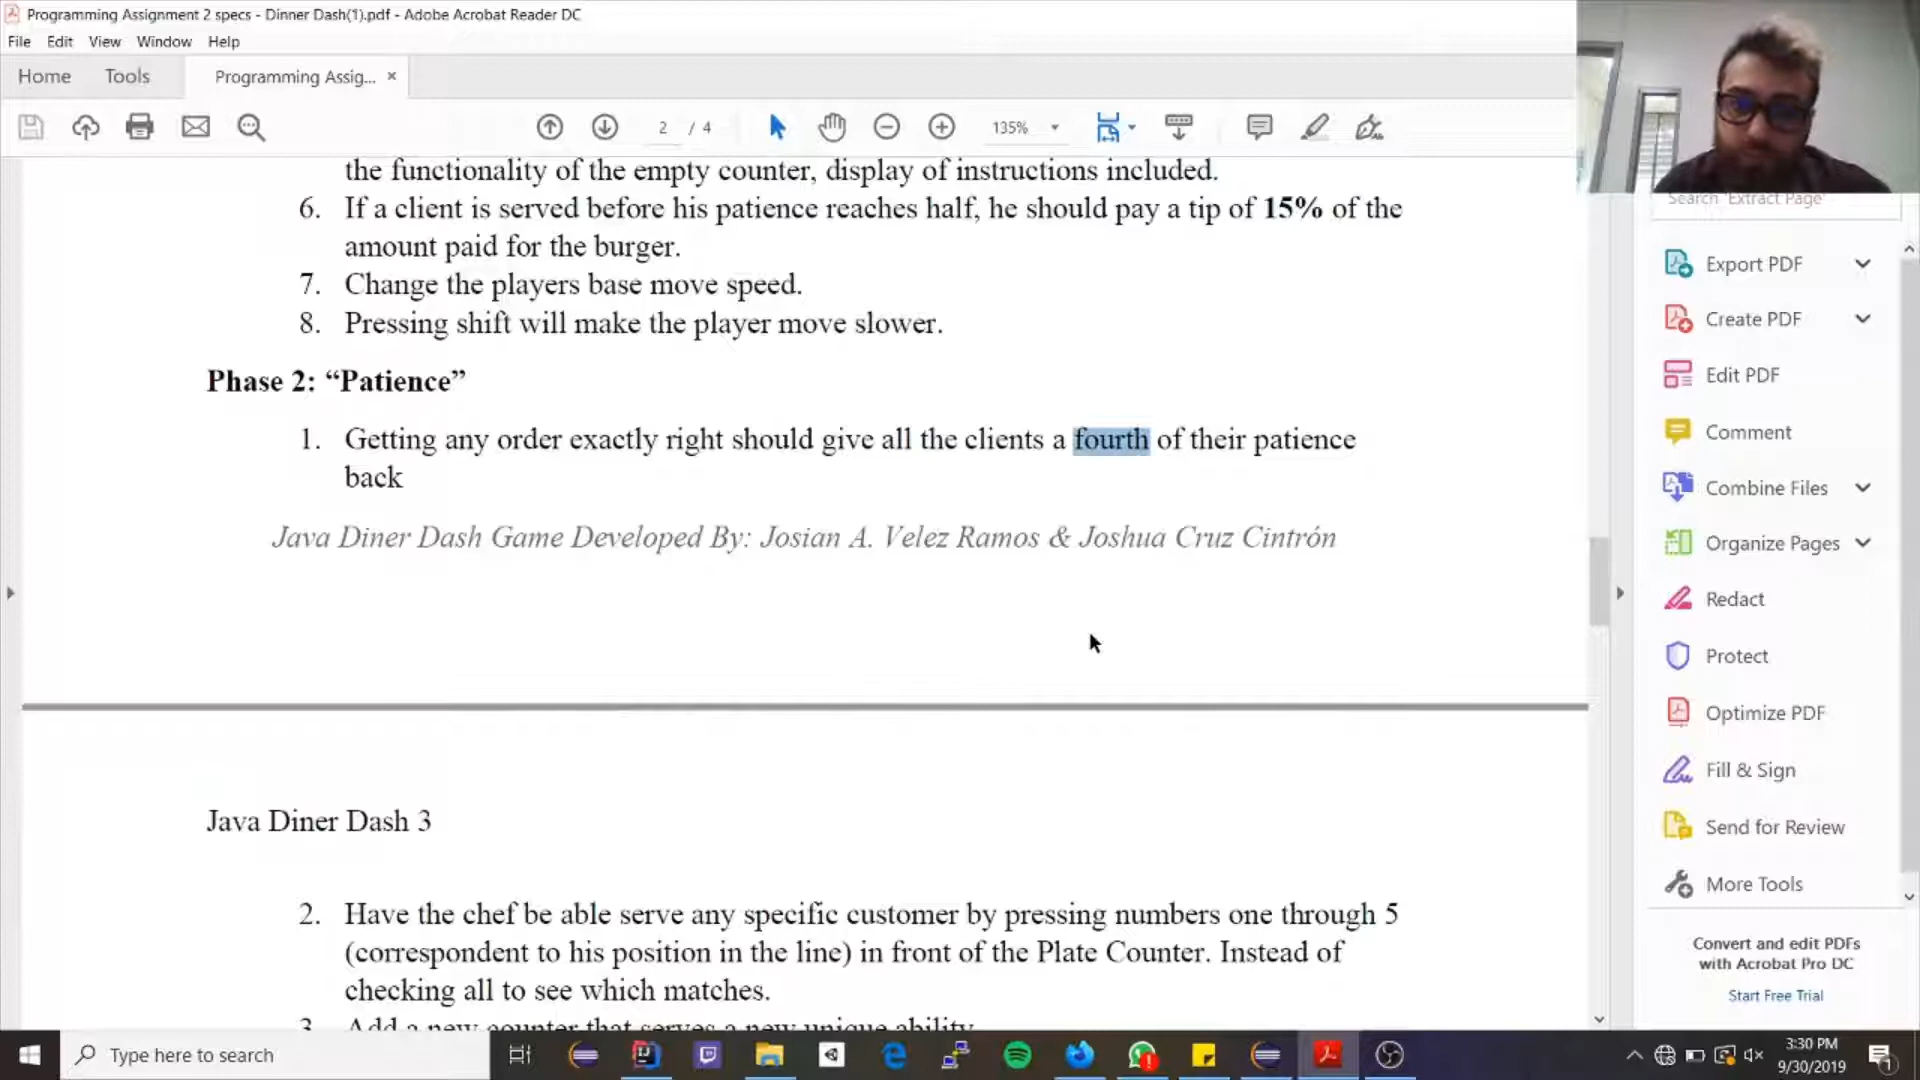 Programming Assignment 2 specs - Dinner Dash(1).pdf - Adobe Acrobat Reader DC
File Edit View Window Help
Home Tools Programming Assig... ×
2 / 4 135%
the functionality of the empty counter, display of instructions included.
6. If a client is served before his patience reaches half, he should pay a tip of 15% of the
amount paid for the burger.
7. Change the players base move speed.
8. Pressing shift will make the player move slower.
Phase 2: “Patience”
1. Getting any order exactly right should give all the clients a fourth of their patience
back
Java Diner Dash Game Developed By: Josian A. Velez Ramos & Joshua Cruz Cintrón
Java Diner Dash 3
2. Have the chef be able serve any specific customer by pressing numbers one through 5
(correspondent to his position in the line) in front of the Plate Counter. Instead of
checking all to see which matches.
3. Add a new counter that serves a new unique ability
Search 'Extract Page'
Export PDF
Create PDF
Edit PDF
Comment
Combine Files
Organize Pages
Redact
Protect
Optimize PDF
Fill & Sign
Send for Review
More Tools
Convert and edit PDFs
with Acrobat Pro DC
Start Free Trial
Type here to search
3:30 PM
9/30/2019
1